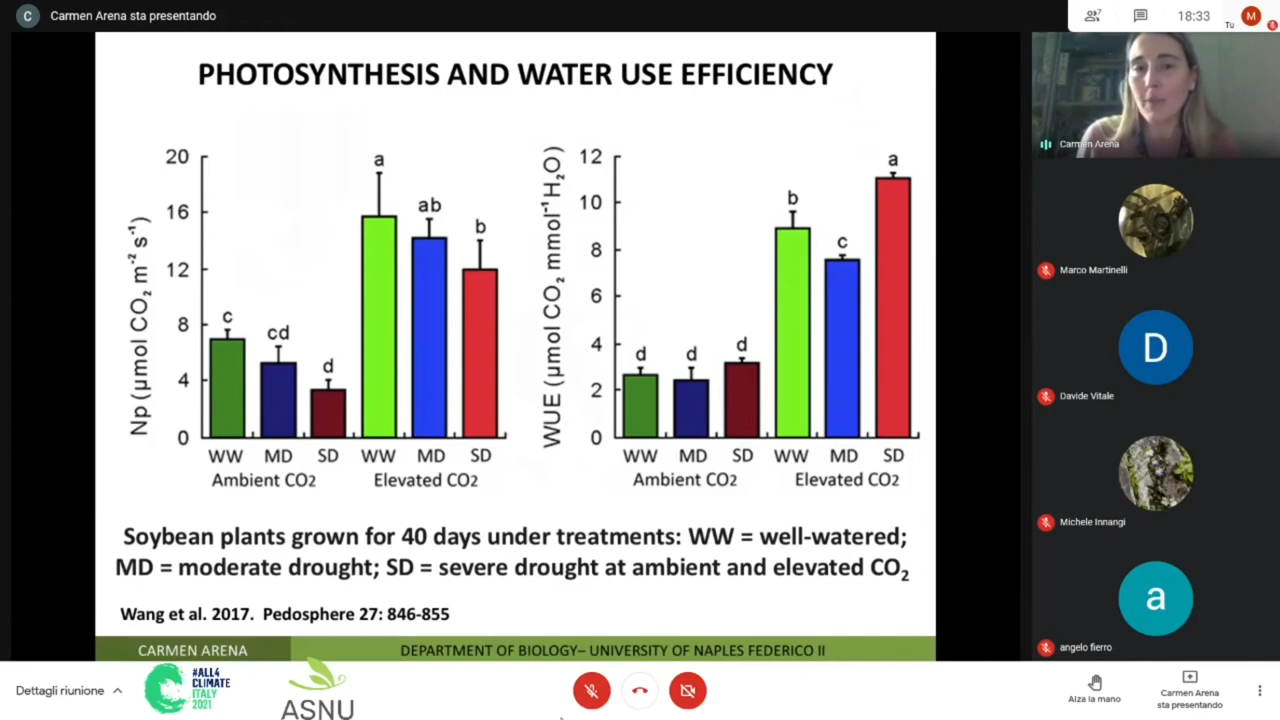 C Carmen Arena sta presentando
7
18:33
Tu
M
PHOTOSYNTHESIS AND WATER USE EFFICIENCY
Np (µmol CO₂ m⁻² s⁻¹)
20
16
12
8
4
0
c
cd
d
a
ab
b
WW MD SD WW MD SD
Ambient CO2 Elevated CO2
WUE (µmol CO₂ mmol⁻¹ H₂O)
12
10
8
6
4
2
0
d
d
d
b
c
a
WW MD SD WW MD SD
Ambient CO2 Elevated CO2
Soybean plants grown for 40 days under treatments: WW = well-watered;
MD = moderate drought; SD = severe drought at ambient and elevated CO₂
Wang et al. 2017. Pedosphere 27: 846-855
CARMEN ARENA
DEPARTMENT OF BIOLOGY– UNIVERSITY OF NAPLES FEDERICO II
Carmen Arena
Marco Martinelli
D
Davide Vitale
Michele Innangi
a
angelo fierro
Dettagli riunione
#ALL4
CLIMATE
ITALY
2021
ASNU
Alza la mano
Carmen Arena
sta presentando